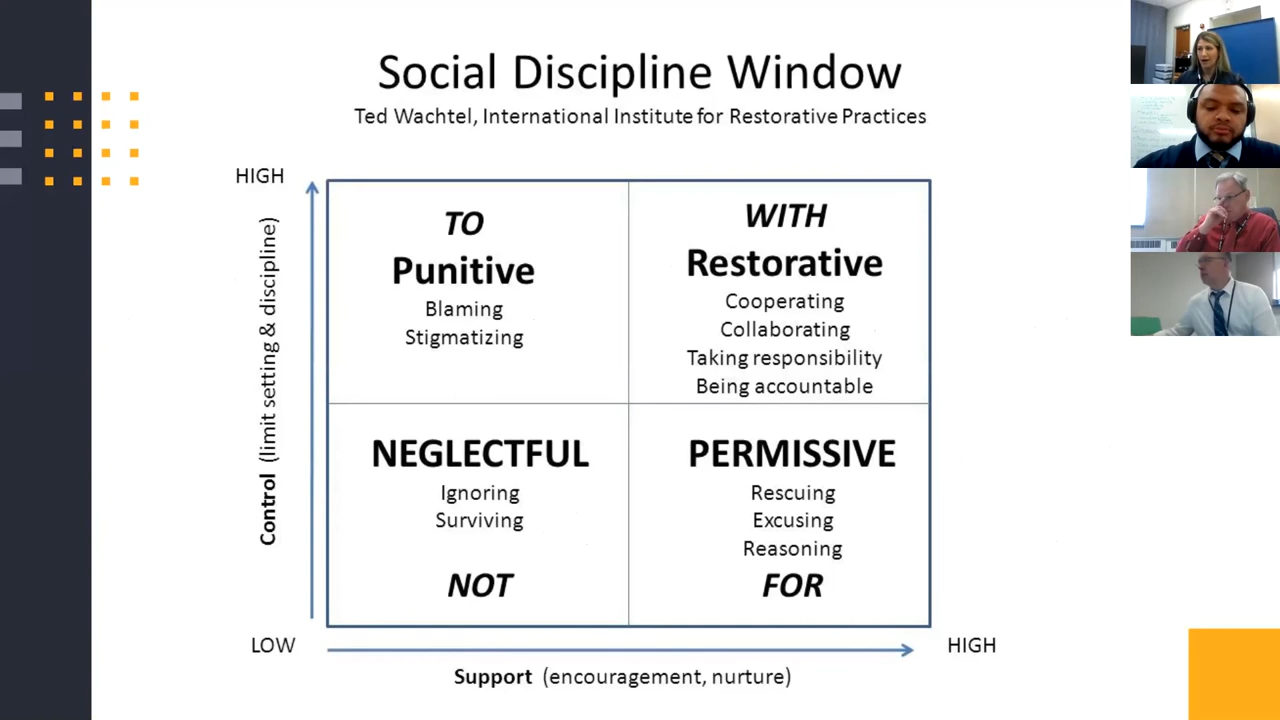 Social Discipline Window
Ted Wachtel, International Institute for Restorative Practices
HIGH
Control (limit setting & discipline)
TO
Punitive
Blaming
Stigmatizing
WITH
Restorative
Cooperating
Collaborating
Taking responsibility
Being accountable
NEGLECTFUL
Ignoring
Surviving
NOT
PERMISSIVE
Rescuing
Excusing
Reasoning
FOR
LOW
HIGH
Support (encouragement, nurture)